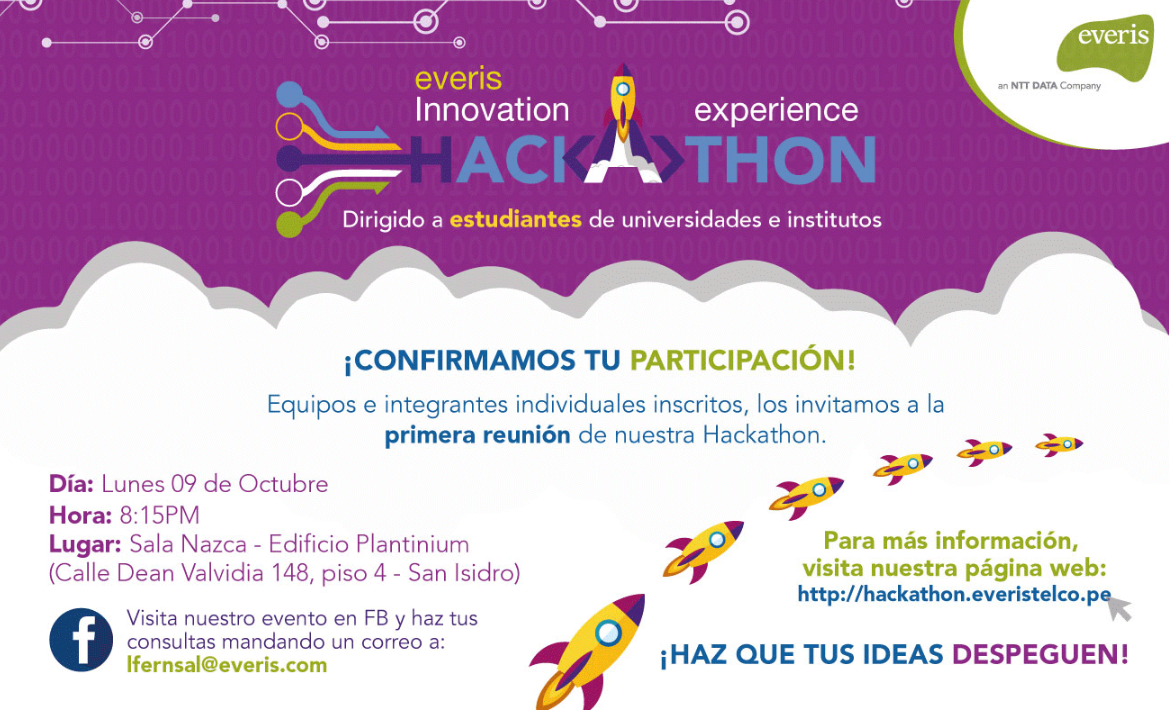 everis
an NTT DATA Company
everis
Innovation experience
HACK<A>THON
Dirigido a estudiantes de universidades e institutos
¡CONFIRMAMOS TU PARTICIPACIÓN!
Equipos e integrantes individuales inscritos, los invitamos a la
primera reunión de nuestra Hackathon.
Día: Lunes 09 de Octubre
Hora: 8:15PM
Lugar: Sala Nazca - Edificio Plantinium
(Calle Dean Valvidia 148, piso 4 - San Isidro)
Visita nuestro evento en FB y haz tus
consultas mandando un correo a:
lfernsal@everis.com
Para más información,
visita nuestra página web:
http://hackathon.everistelco.pe
¡HAZ QUE TUS IDEAS DESPEGUEN!